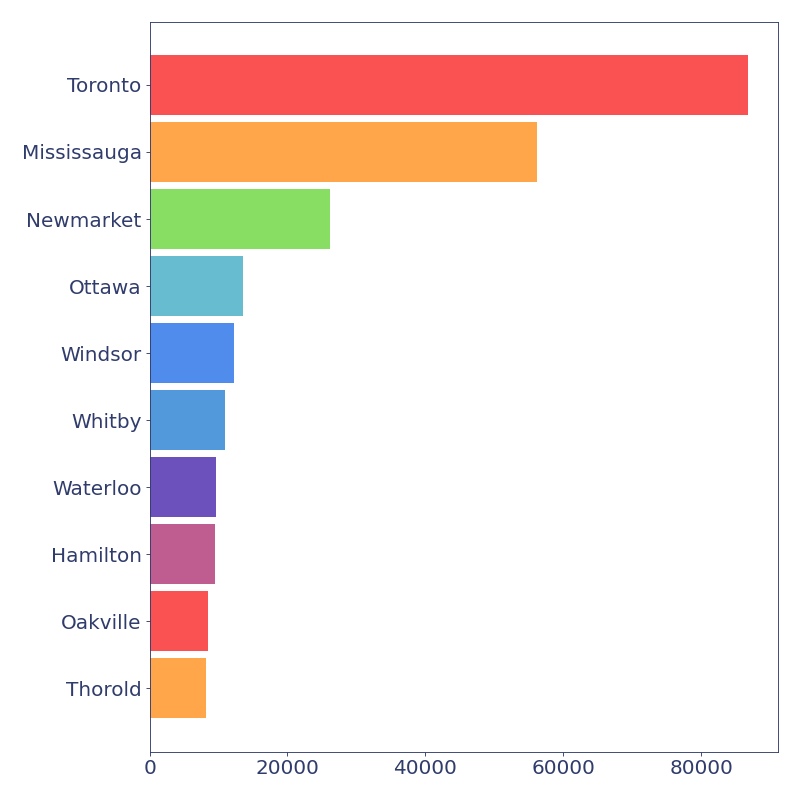 Toronto
Mississauga
Newmarket
Ottawa
Windsor
Whitby
Waterloo
Hamilton
Oakville
Thorold
0 20000 40000 60000 80000